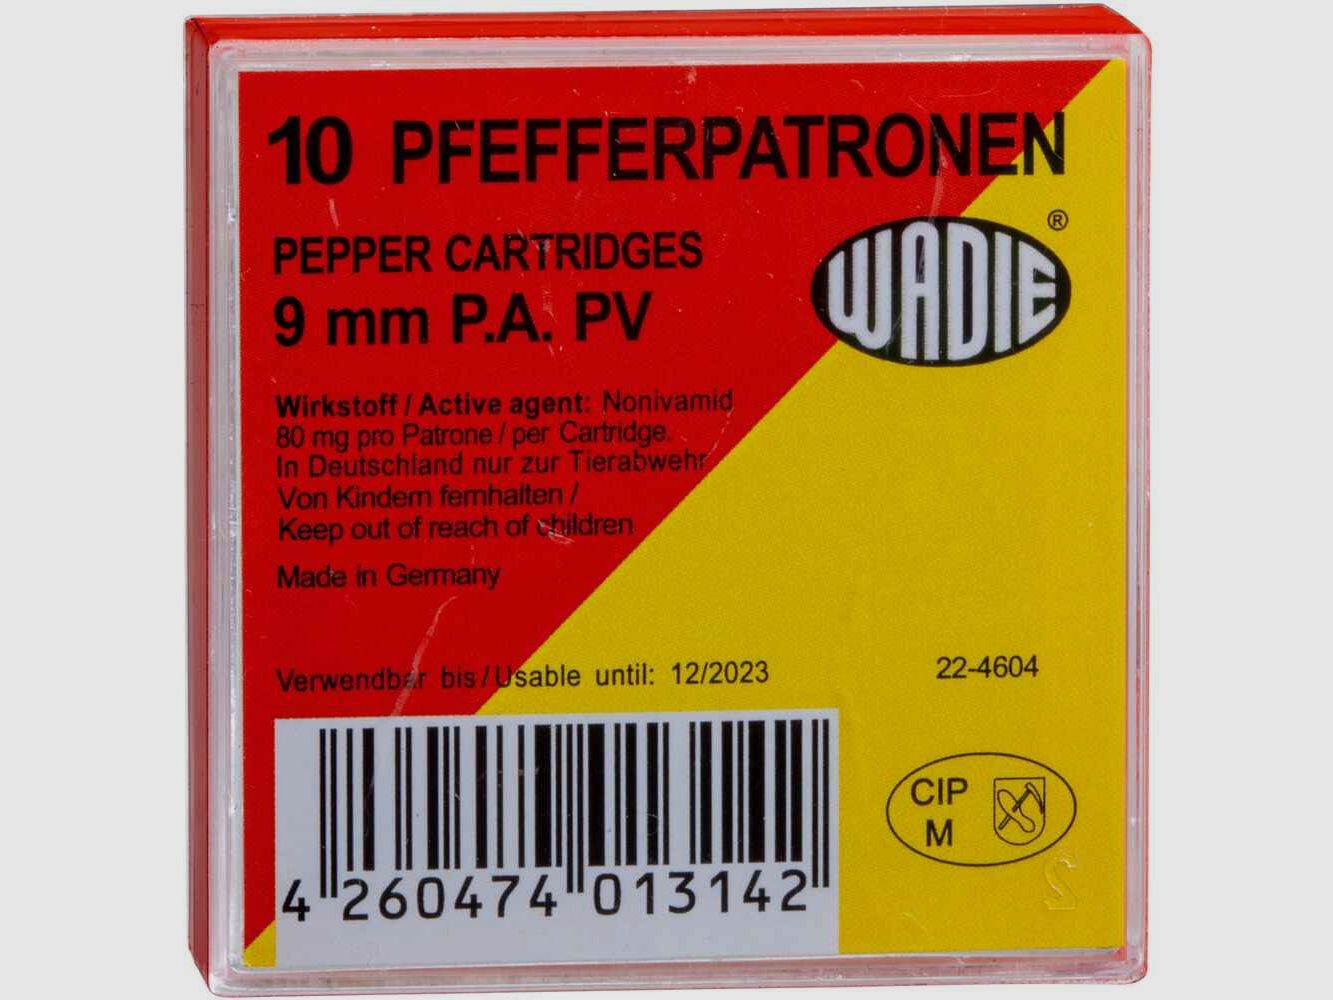 10 PFEFFERPATRONEN
PEPPER CARTRIDGES
9 mm P.A. PV
WADIE®
Wirkstoff / Active agent: Nonivamid
80 mg pro Patrone / per Cartridge.
In Deutschland nur zur Tierabwehr
Von Kindern fernhalten /
Keep out of reach of children
Made in Germany
Verwendbar bis / Usable until: 12/2023
22-4604
CIP
M
2
4 260474 013142